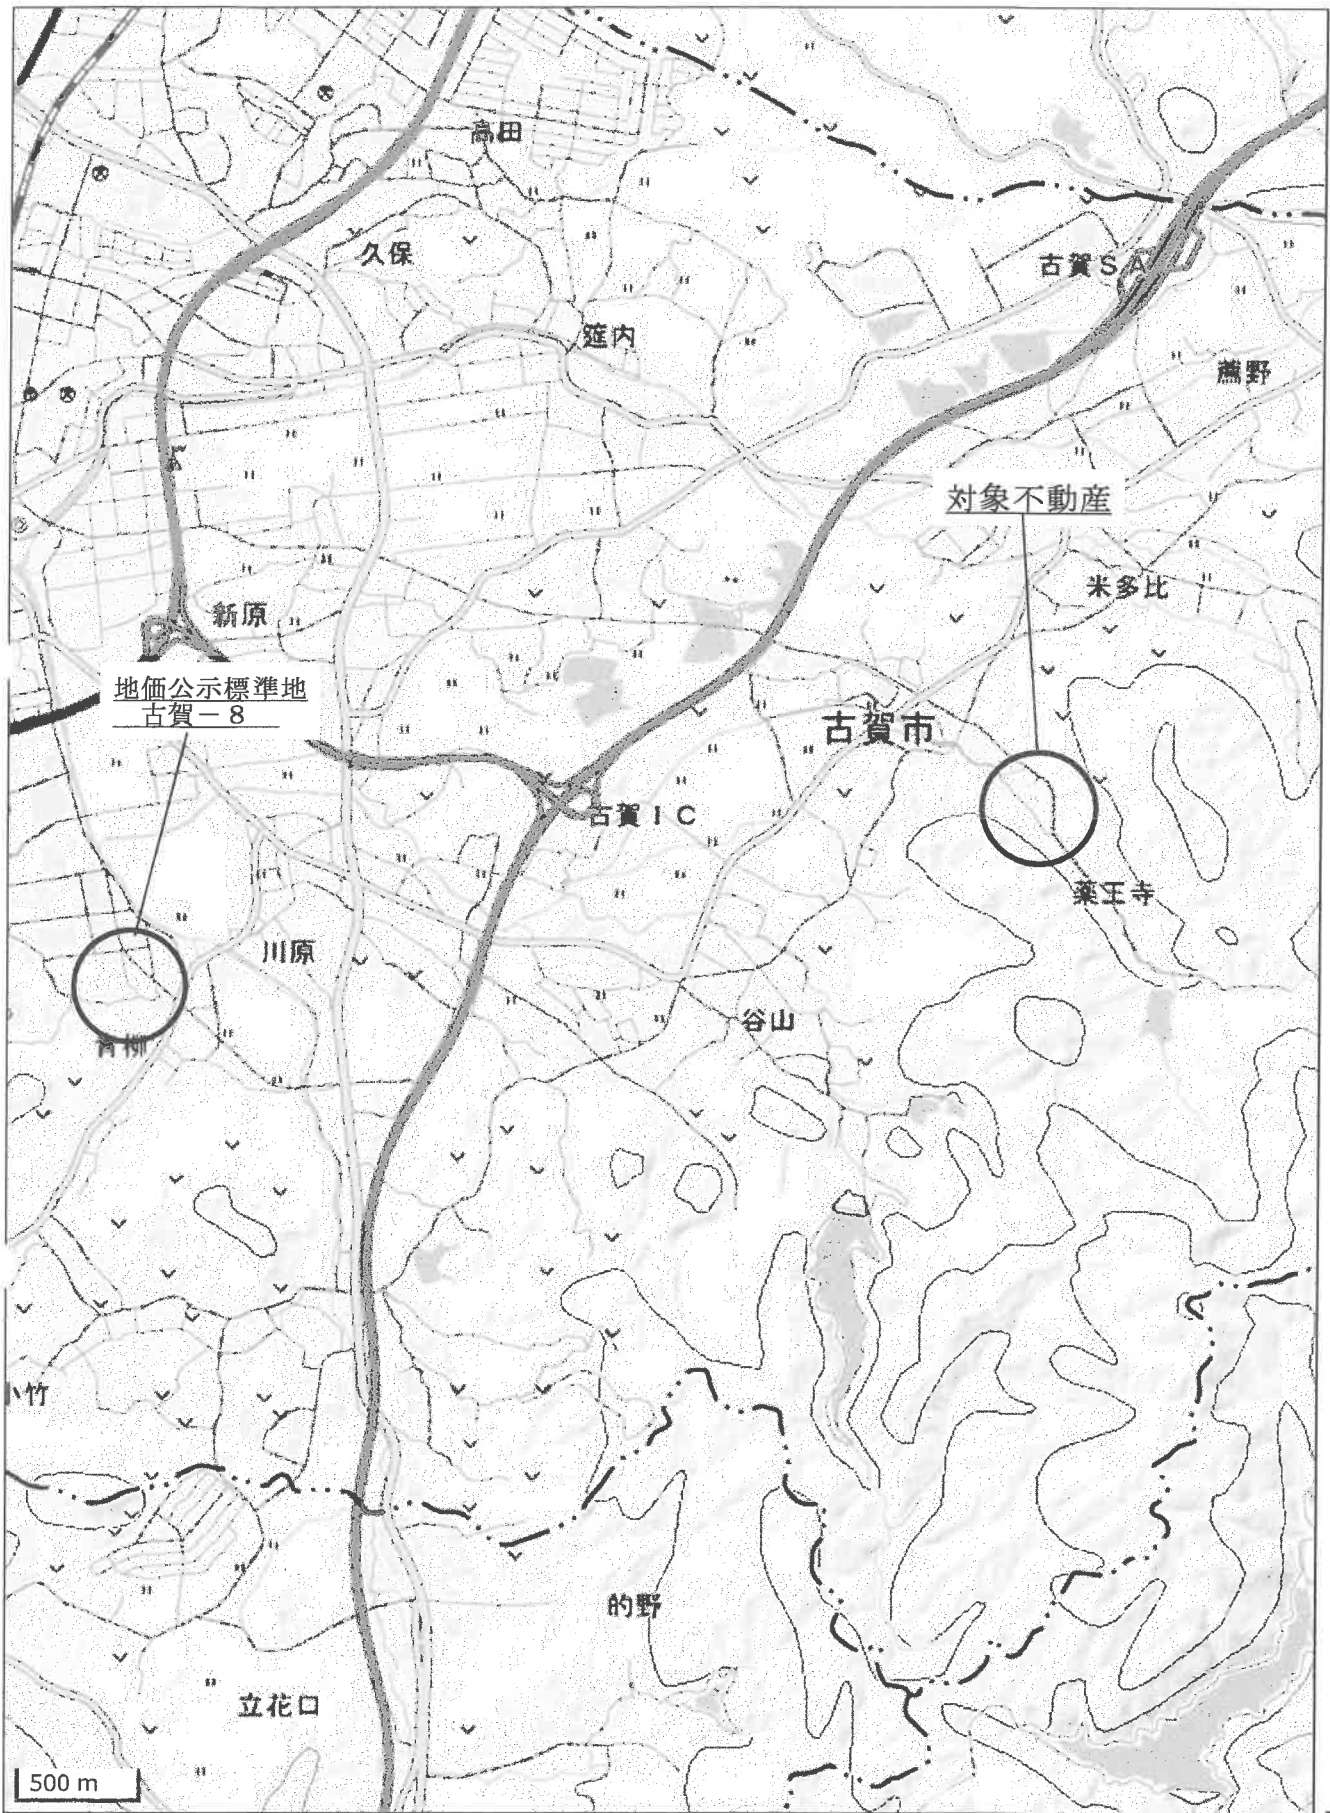 高田
久保
古賀SA
筵内
薦野
対象不動産
米多比
新原
地価公示標準地
古賀－8
古賀市
古賀IC
薬王寺
川原
谷山
青柳
小竹
的野
立花口
500 m